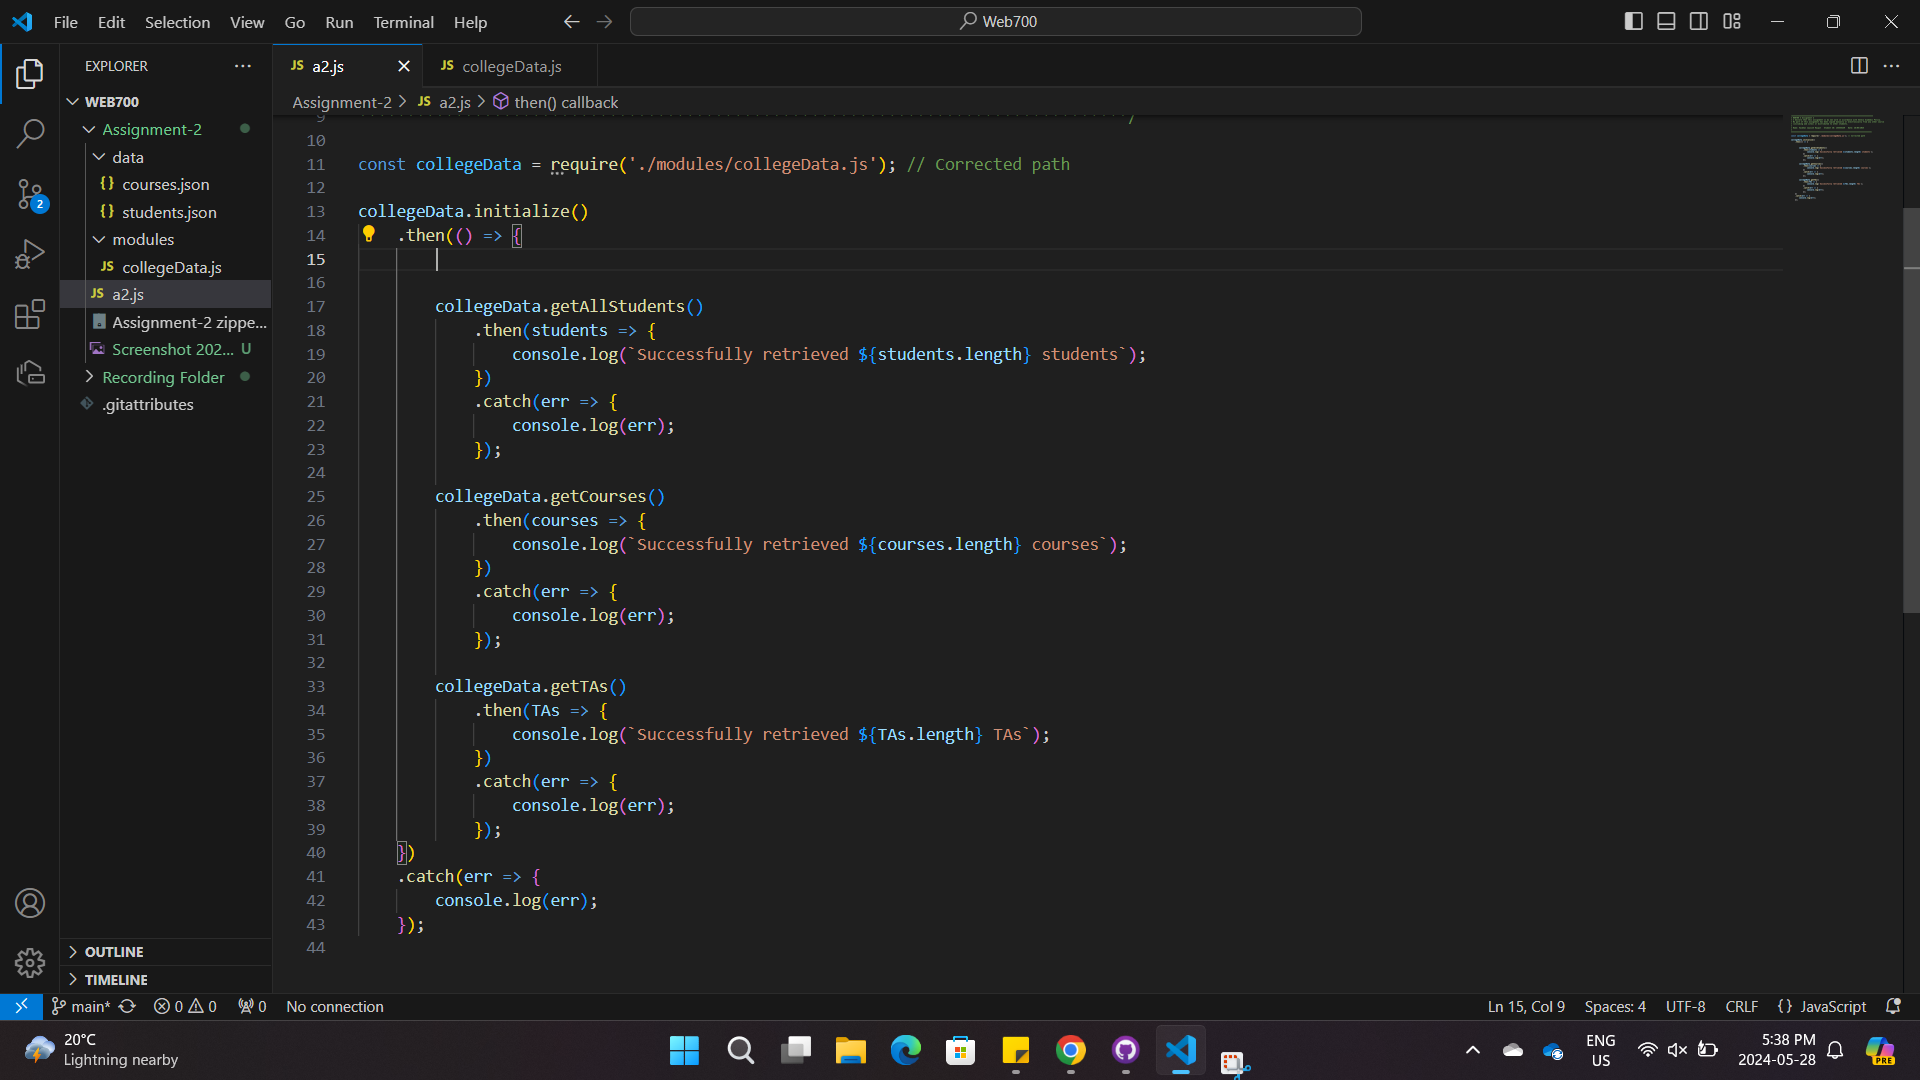 File Edit Selection View Go Run Terminal Help
Web700
EXPLORER
WEB700
Assignment-2
data
courses.json
students.json
modules
JS collegeData.js
JS a2.js
Assignment-2 zippe...
Screenshot 202... U
Recording Folder
.gitattributes
OUTLINE
TIMELINE
2
JS a2.js
JS collegeData.js
Assignment-2 > JS a2.js > then() callback
9 /
10
11 const collegeData = require('./modules/collegeData.js'); // Corrected path
12
13 collegeData.initialize()
14 .then(() => {
15
16
17 collegeData.getAllStudents()
18 .then(students => {
19 console.log(`Successfully retrieved ${students.length} students`);
20 })
21 .catch(err => {
22 console.log(err);
23 });
24
25 collegeData.getCourses()
26 .then(courses => {
27 console.log(`Successfully retrieved ${courses.length} courses`);
28 })
29 .catch(err => {
30 console.log(err);
31 });
32
33 collegeData.getTAs()
34 .then(TAs => {
35 console.log(`Successfully retrieved ${TAs.length} TAs`);
36 })
37 .catch(err => {
38 console.log(err);
39 });
40 })
41 .catch(err => {
42 console.log(err);
43 });
44
main* 0 0 0 No connection
Ln 15, Col 9 Spaces: 4 UTF-8 CRLF {} JavaScript
20°C
Lightning nearby
ENG
US
5:38 PM
2024-05-28
PRE